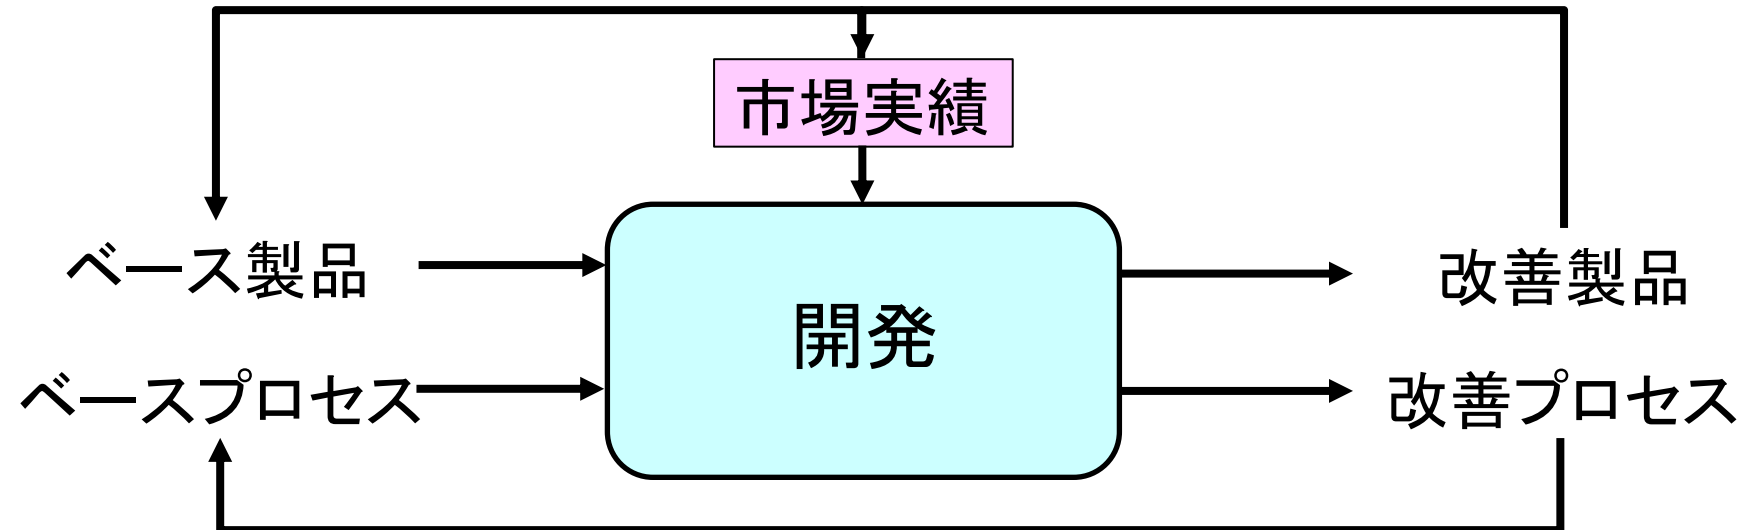 市場実績
ベース製品
開発
改善製品
ベースプロセス
改善プロセス